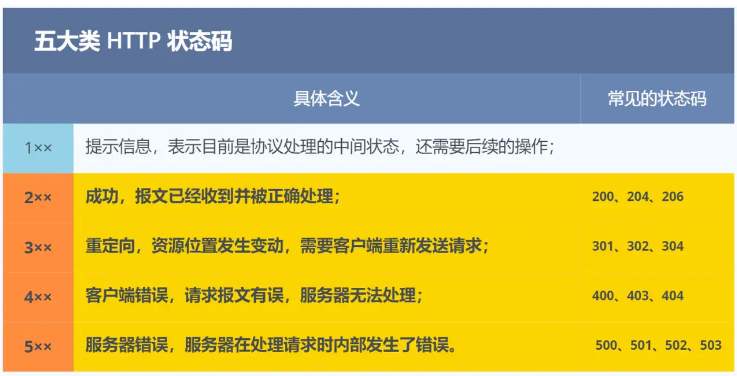 五大类 HTTP 状态码
具体含义 常见的状态码
1×× 提示信息，表示目前是协议处理的中间状态，还需要后续的操作；
2×× 成功，报文已经收到并被正确处理； 200、204、206
3×× 重定向，资源位置发生变动，需要客户端重新发送请求； 301、302、304
4×× 客户端错误，请求报文有误，服务器无法处理； 400、403、404
5×× 服务器错误，服务器在处理请求时内部发生了错误。 500、501、502、503